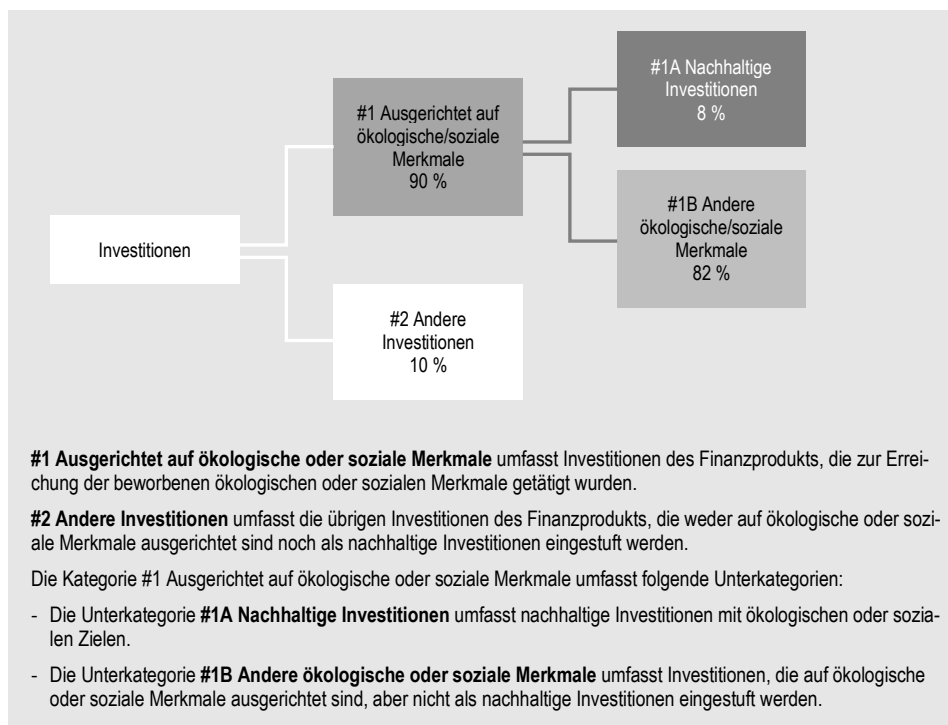 #1A Nachhaltige
Investitionen
8 %
#1 Ausgerichtet auf
ökologische/soziale
Merkmale
90 %
#1B Andere
ökologische/soziale
Merkmale
82 %
Investitionen
#2 Andere
Investitionen
10 %
#1 Ausgerichtet auf ökologische oder soziale Merkmale umfasst Investitionen des Finanzprodukts, die zur Errei-
chung der beworbenen ökologischen oder sozialen Merkmale getätigt wurden.
#2 Andere Investitionen umfasst die übrigen Investitionen des Finanzprodukts, die weder auf ökologische oder sozi-
ale Merkmale ausgerichtet sind noch als nachhaltige Investitionen eingestuft werden.
Die Kategorie #1 Ausgerichtet auf ökologische oder soziale Merkmale umfasst folgende Unterkategorien:
- Die Unterkategorie #1A Nachhaltige Investitionen umfasst nachhaltige Investitionen mit ökologischen oder sozia-
len Zielen.
- Die Unterkategorie #1B Andere ökologische oder soziale Merkmale umfasst Investitionen, die auf ökologische
oder soziale Merkmale ausgerichtet sind, aber nicht als nachhaltige Investitionen eingestuft werden.